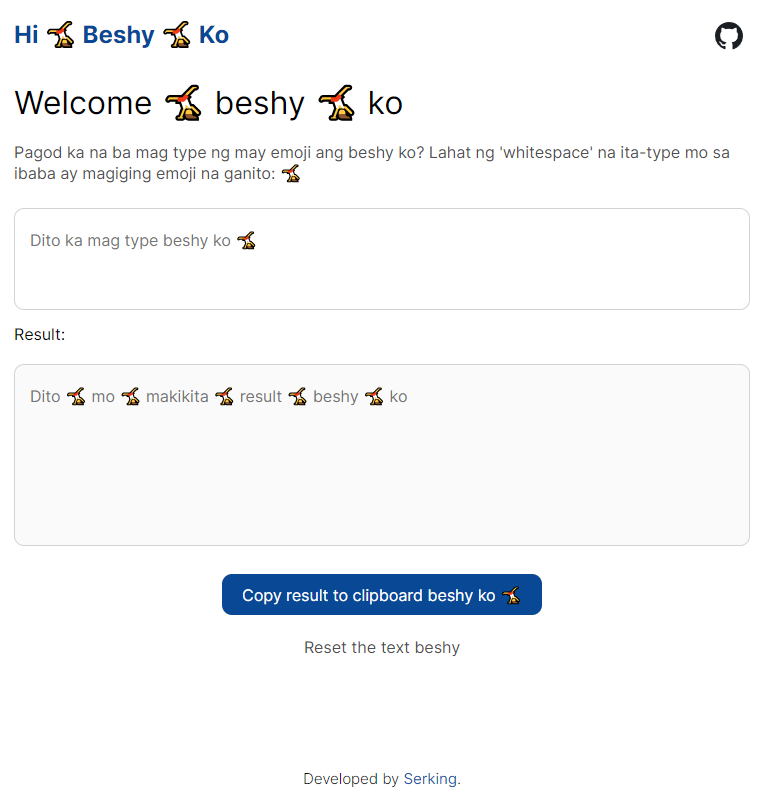 Hi 🤸 Beshy 🤸 Ko
Welcome 🤸 beshy 🤸 ko
Pagod ka na ba mag type ng may emoji ang beshy ko? Lahat ng 'whitespace' na ita-type mo sa
ibaba ay magiging emoji na ganito: 🤸
Dito ka mag type beshy ko 🤸
Result:
Dito 🤸 mo 🤸 makikita 🤸 result 🤸 beshy 🤸 ko
Copy result to clipboard beshy ko 🤸
Reset the text beshy
Developed by Serking.